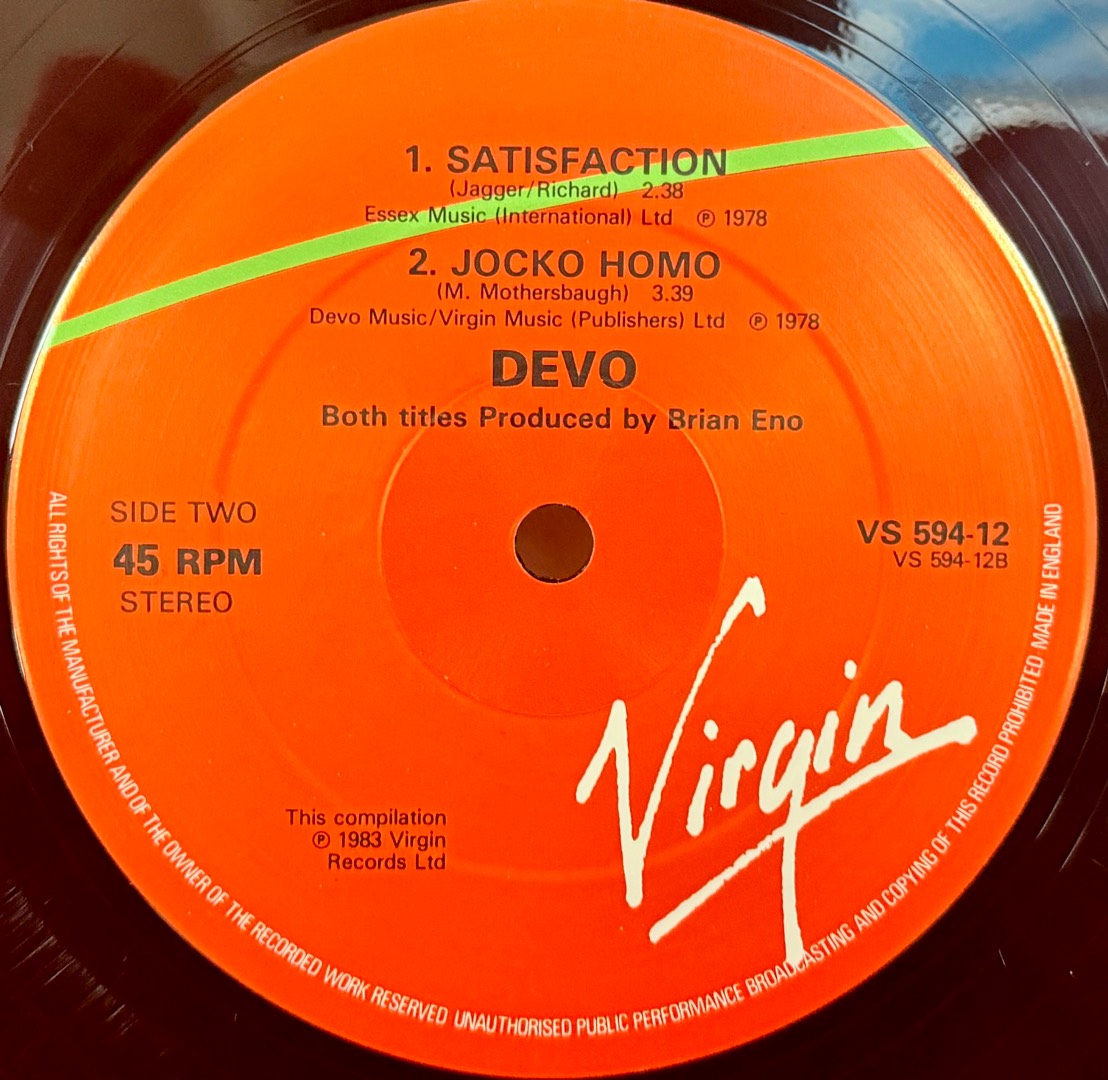 1. SATISFACTION
(Jagger/Richard) 2.38
Essex Music (International) Ltd ℗ 1978
2. JOCKO HOMO
(M. Mothersbaugh) 3.39
Devo Music/Virgin Music (Publishers) Ltd ℗ 1978
DEVO
Both titles Produced by Brian Eno
SIDE TWO
45 RPM
STEREO
VS 594-12
VS 594-12B
Virgin
This compilation
℗ 1983 Virgin
Records Ltd
ALL RIGHTS OF THE MANUFACTURER AND OF THE OWNER OF THE RECORDED WORK RESERVED UNAUTHORISED PUBLIC PERFORMANCE BROADCASTING AND COPYING OF THIS RECORD PROHIBITED MADE IN ENGLAND